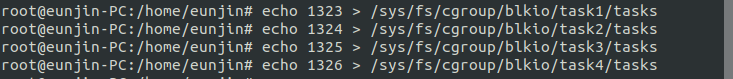 root@eunjin-PC:/home/eunjin# echo 1323 > /sys/fs/cgroup/blkio/task1/tasks
root@eunjin-PC:/home/eunjin# echo 1324 > /sys/fs/cgroup/blkio/task2/tasks
root@eunjin-PC:/home/eunjin# echo 1325 > /sys/fs/cgroup/blkio/task3/tasks
root@eunjin-PC:/home/eunjin# echo 1326 > /sys/fs/cgroup/blkio/task4/tasks